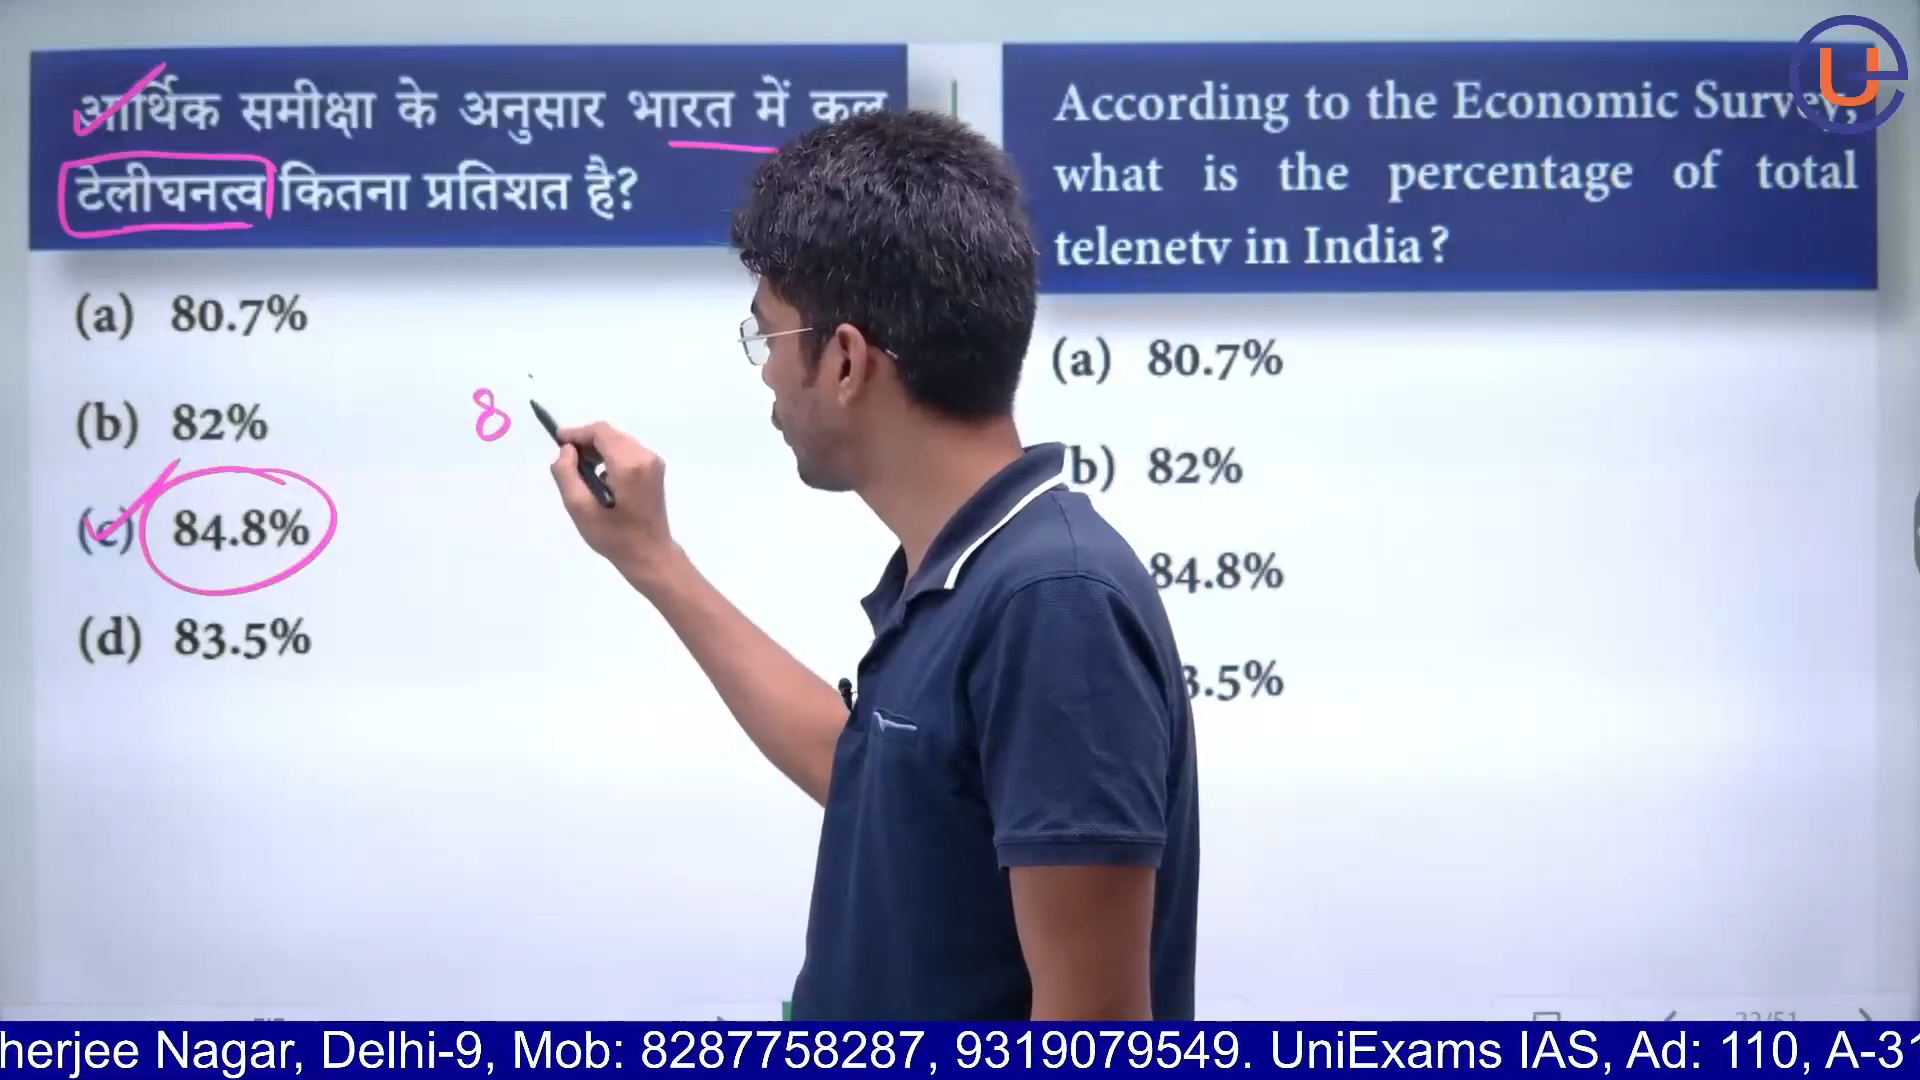 आर्थिक समीक्षा के अनुसार भारत में कुल
टेलीघनत्व कितना प्रतिशत है?
(a) 80.7%
(b) 82%
(c) 84.8%
(d) 83.5%
8
According to the Economic Survey,
what is the percentage of total
telenetv in India?
(a) 80.7%
b) 82%
84.8%
3.5%
herjee Nagar, Delhi-9, Mob: 8287758287, 9319079549. UniExams IAS, Ad: 110, A-31